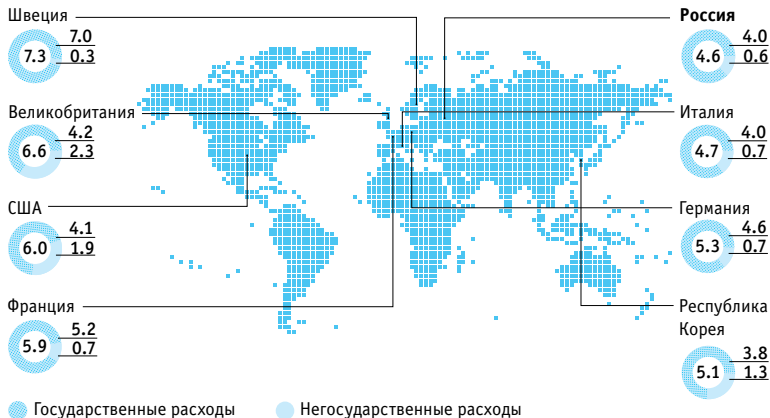 Швеция
7.3
7.0
0.3
Великобритания
6.6
4.2
2.3
США
6.0
4.1
1.9
Франция
5.9
5.2
0.7
Россия
4.6
4.0
0.6
Италия
4.7
4.0
0.7
Германия
5.3
4.6
0.7
Республика
Корея
5.1
3.8
1.3
Государственные расходы
Негосударственные расходы